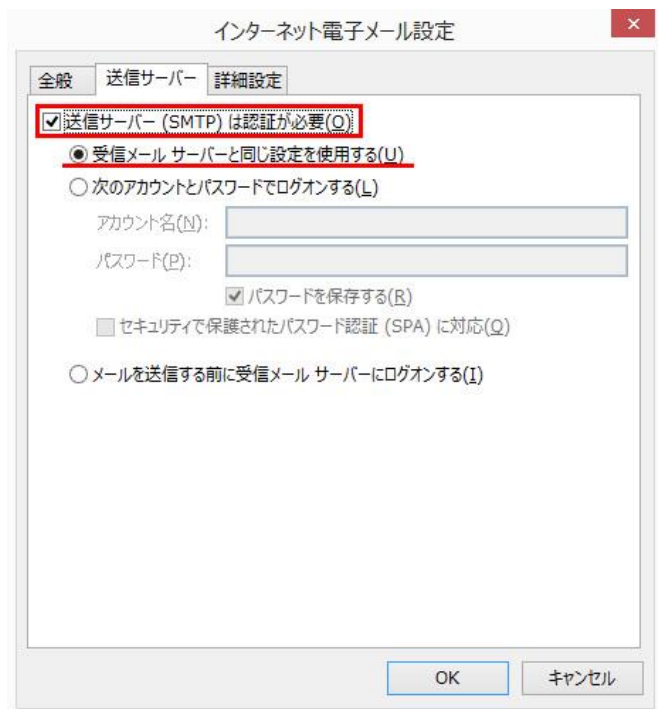 インターネット電子メール設定
×
全般 送信サーバー 詳細設定
送信サーバー (SMTP) は認証が必要(O)
受信メール サーバーと同じ設定を使用する(U)
次のアカウントとパスワードでログオンする(L)
アカウント名(N):
パスワード(P):
パスワードを保存する(R)
セキュリティで保護されたパスワード認証 (SPA) に対応(Q)
メールを送信する前に受信メール サーバーにログオンする(I)
OK キャンセル